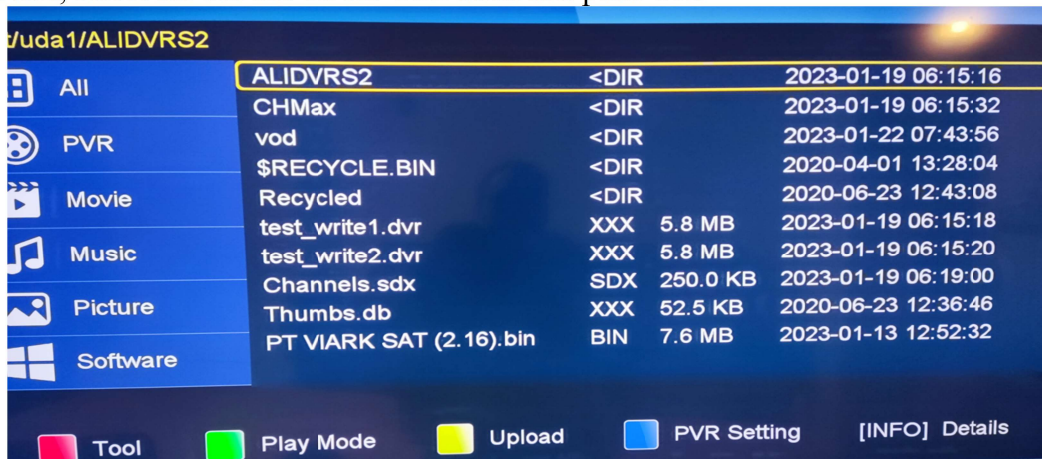 t/uda1/ALIDVRS2
All
PVR
Movie
Music
Picture
Software
ALIDVRS2 <DIR 2023-01-19 06:15:16
CHMax <DIR 2023-01-19 06:15:32
vod <DIR 2023-01-22 07:43:56
$RECYCLE.BIN <DIR 2020-04-01 13:28:04
Recycled <DIR 2020-06-23 12:43:08
test_write1.dvr XXX 5.8 MB 2023-01-19 06:15:18
test_write2.dvr XXX 5.8 MB 2023-01-19 06:15:20
Channels.sdx SDX 250.0 KB 2023-01-19 06:19:00
Thumbs.db XXX 52.5 KB 2020-06-23 12:36:46
PT VIARK SAT (2.16).bin BIN 7.6 MB 2023-01-13 12:52:32
Tool Play Mode Upload PVR Setting [INFO] Details